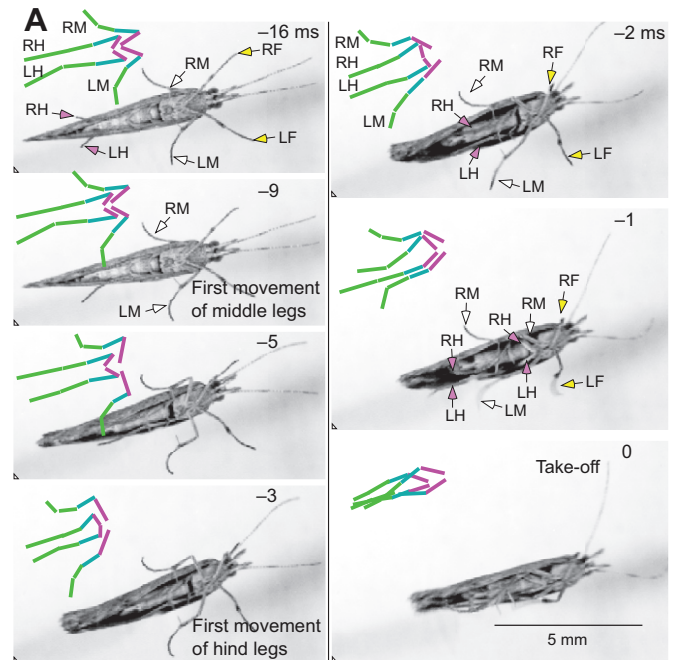 A
–16 ms
RM
RF
RH
RM
LH
LM
RH
LH
LM
LF
–9
RM
LM
First movement
of middle legs
–5
–3
First movement
of hind legs
–2 ms
RM
RF
RH
RM
LH
RH
LM
LH
LF
LM
–1
RM
RM
RF
RH
RH
LF
LH
LH
LM
0
Take-off
5 mm